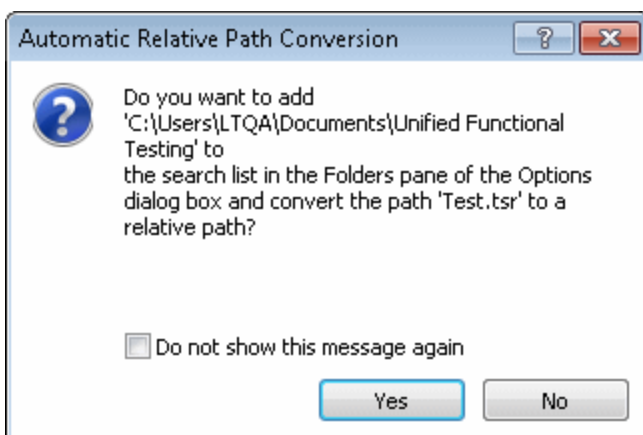 Automatic Relative Path Conversion
?
Do you want to add
'C:\Users\LTQA\Documents\Unified Functional
Testing' to
the search list in the Folders pane of the Options
dialog box and convert the path 'Test.tsr' to a
relative path?
Do not show this message again
Yes
No